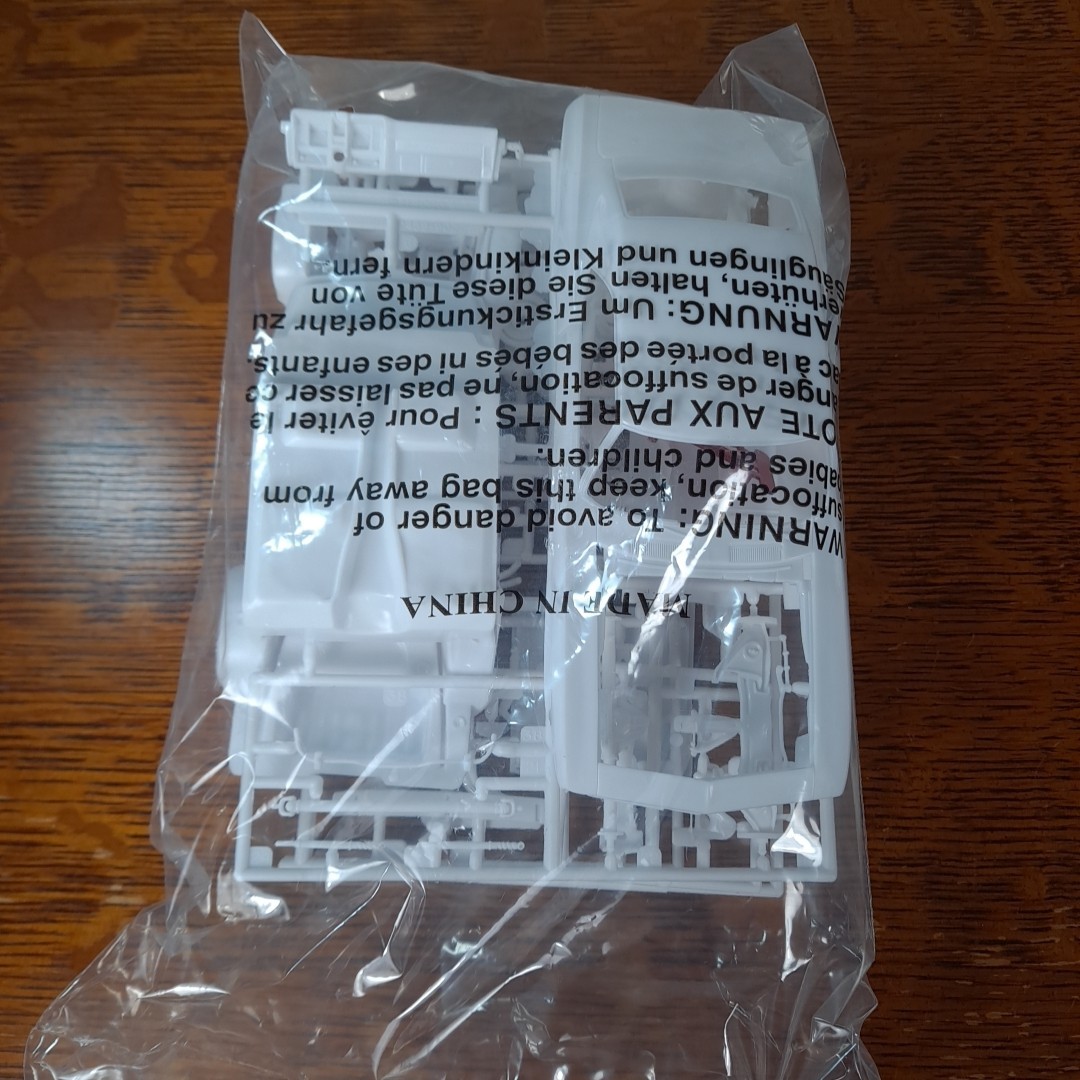 MADE IN CHINA
WARNING: To avoid danger of
suffocation, keep this bag away from
babies and children.
NOTE AUX PARENTS : Pour éviter le
danger de suffocation, ne pas laisser ce
sac à la portée des bébés ni des enfants.
WARNUNG: Um Erstickungsgefahr zu
verhüten, halten Sie diese Tüte von
Säuglingen und Kleinkindern fern.